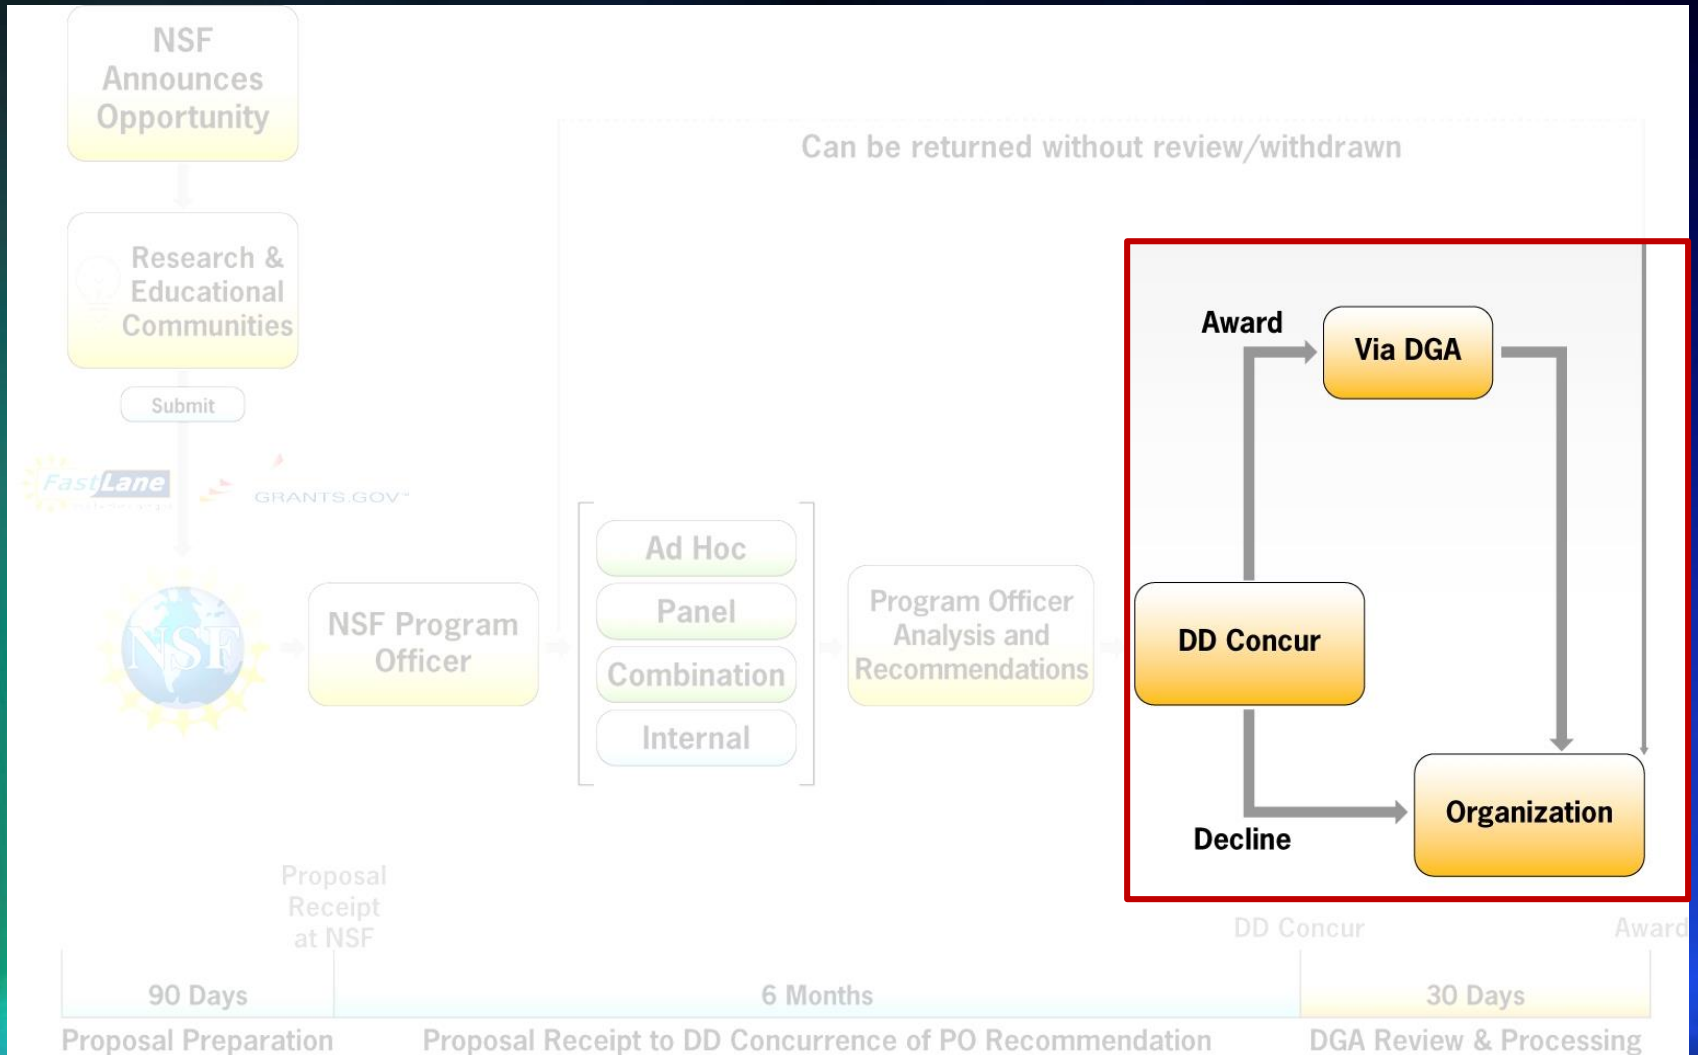 NSF
Announces
Opportunity
Can be returned without review/withdrawn
Research &
Educational
Communities
Submit
FastLane
GRANTS.GOV
NSF
NSF Program
Officer
Ad Hoc
Panel
Combination
Internal
Program Officer
Analysis and
Recommendations
Award
Via DGA
DD Concur
Organization
Decline
Proposal
Receipt
at NSF
DD Concur
Award
90 Days
6 Months
30 Days
Proposal Preparation
Proposal Receipt to DD Concurrence of PO Recommendation
DGA Review & Processing